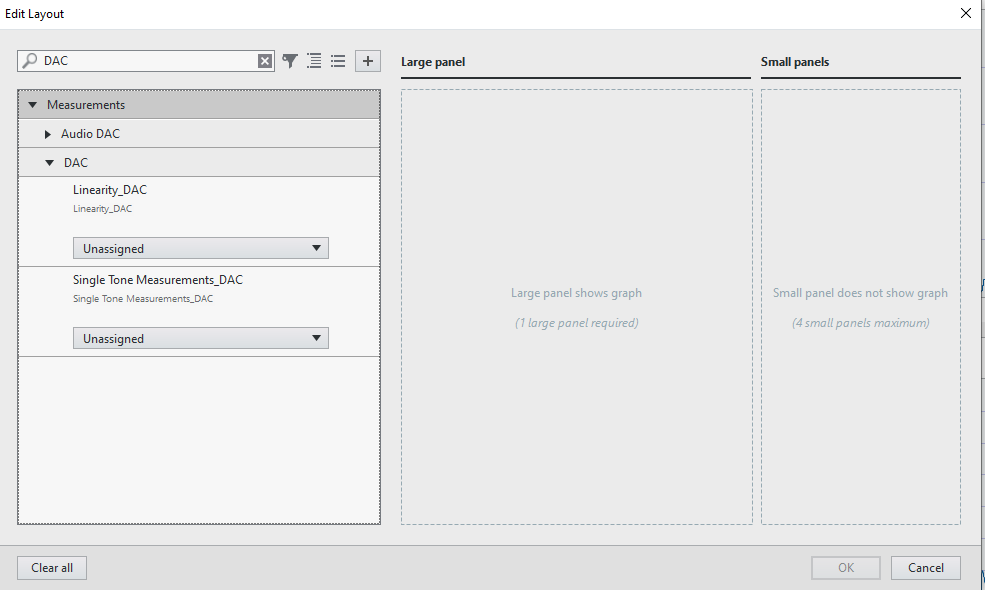 Edit Layout
DAC
Large panel
Small panels
Measurements
Audio DAC
DAC
Linearity_DAC
Linearity_DAC
Unassigned
Single Tone Measurements_DAC
Single Tone Measurements_DAC
Unassigned
Large panel shows graph
(1 large panel required)
Small panel does not show graph
(4 small panels maximum)
Clear all
OK
Cancel